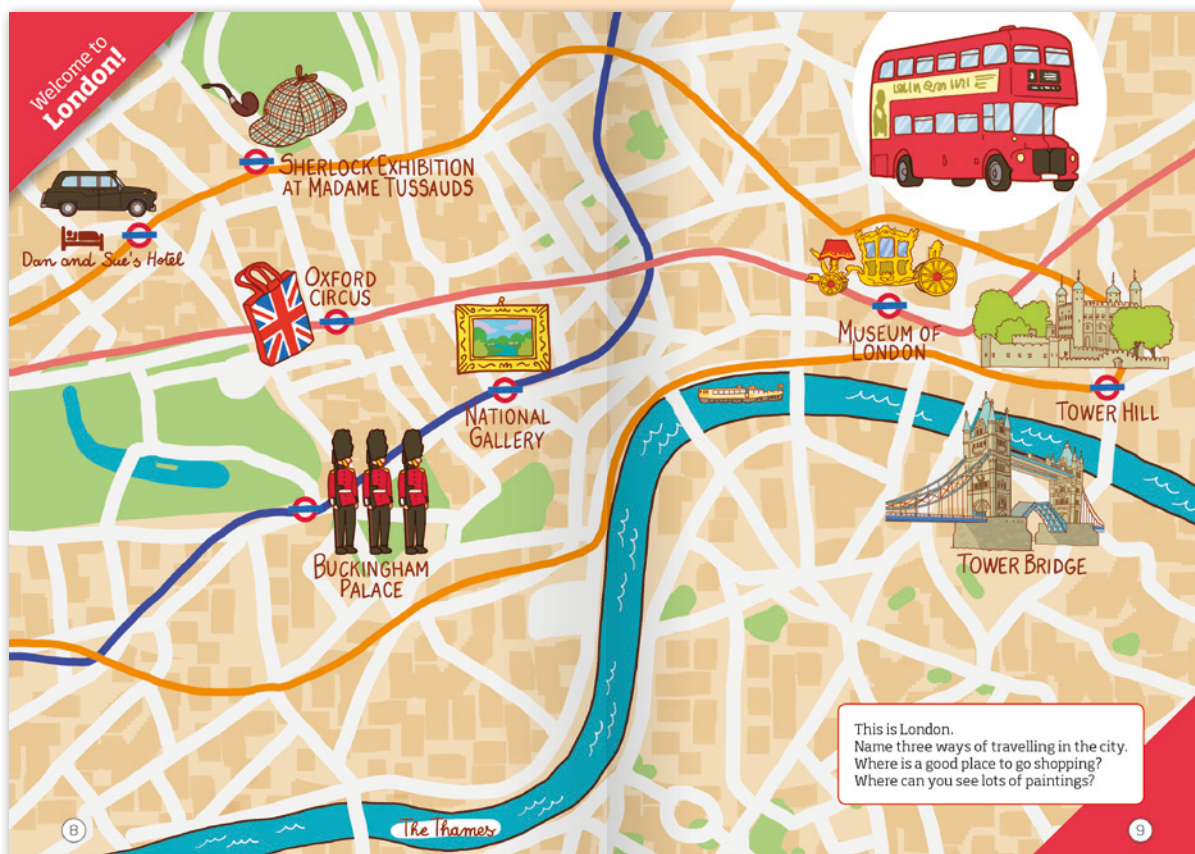 Welcome to
London!
SHERLOCK EXHIBITION
AT MADAME TUSSAUDS
Dan and Sue's Hotel
OXFORD
CIRCUS
NATIONAL
GALLERY
BUCKINGHAM
PALACE
MUSEUM OF
LONDON
TOWER HILL
TOWER BRIDGE
The Thames
This is London.
Name three ways of travelling in the city.
Where is a good place to go shopping?
Where can you see lots of paintings?
8
9